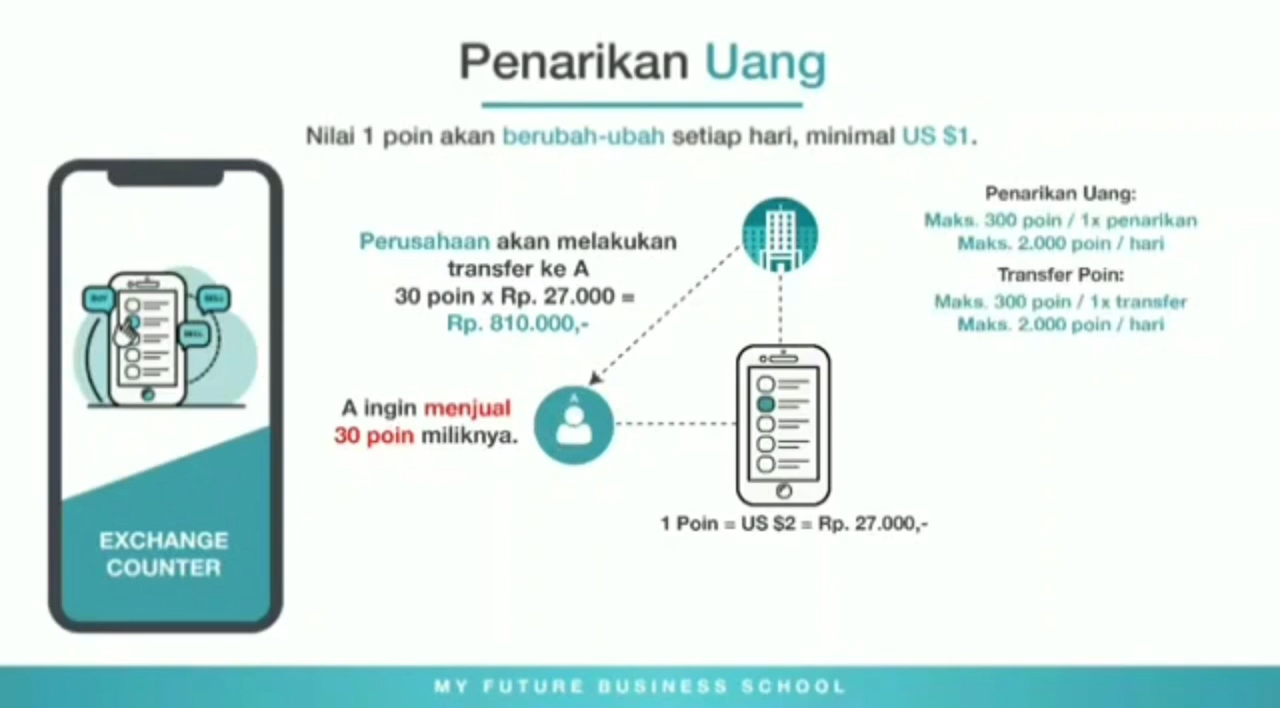 Penarikan Uang
Nilai 1 poin akan berubah-ubah setiap hari, minimal US $1.
Perusahaan akan melakukan
transfer ke A
30 poin x Rp. 27.000 =
Rp. 810.000,-
Penarikan Uang:
Maks. 300 poin / 1x penarikan
Maks. 2.000 poin / hari
Transfer Poin:
Maks. 300 poin / 1x transfer
Maks. 2.000 poin / hari
BUY
SELL
SELL
A
A ingin menjual
30 poin miliknya.
1 Poin = US $2 = Rp. 27.000,-
EXCHANGE
COUNTER
MY FUTURE BUSINESS SCHOOL